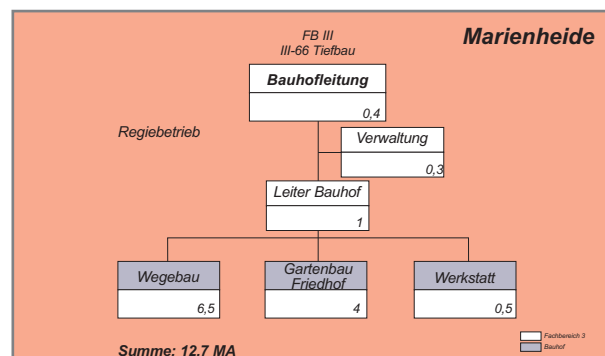 FB III
III-66 Tiefbau
Marienheide
Bauhofleitung
0,4
Regiebetrieb
Verwaltung
0,3
Leiter Bauhof
1
Wegebau
6,5
Gartenbau
Friedhof
4
Werkstatt
0,5
Summe: 12,7 MA
Fachbereich 3
Bauhof